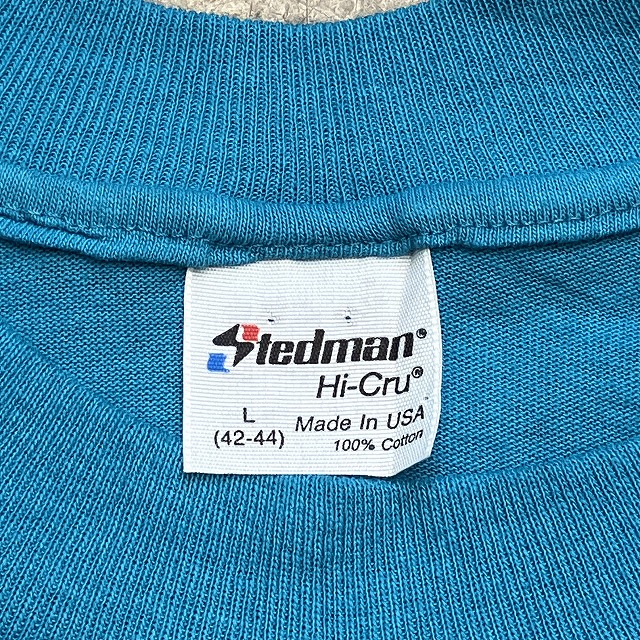 Stedman®
Hi-Cru®
L
(42-44)
Made In USA
100% Cotton